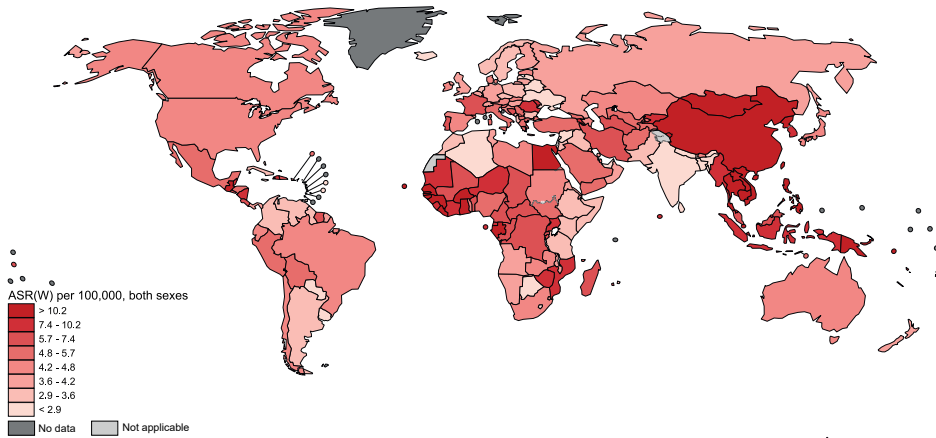 ASR(W) per 100,000, both sexes
> 10.2
7.4 - 10.2
5.7 - 7.4
4.8 - 5.7
4.2 - 4.8
3.6 - 4.2
2.9 - 3.6
< 2.9
No data
Not applicable